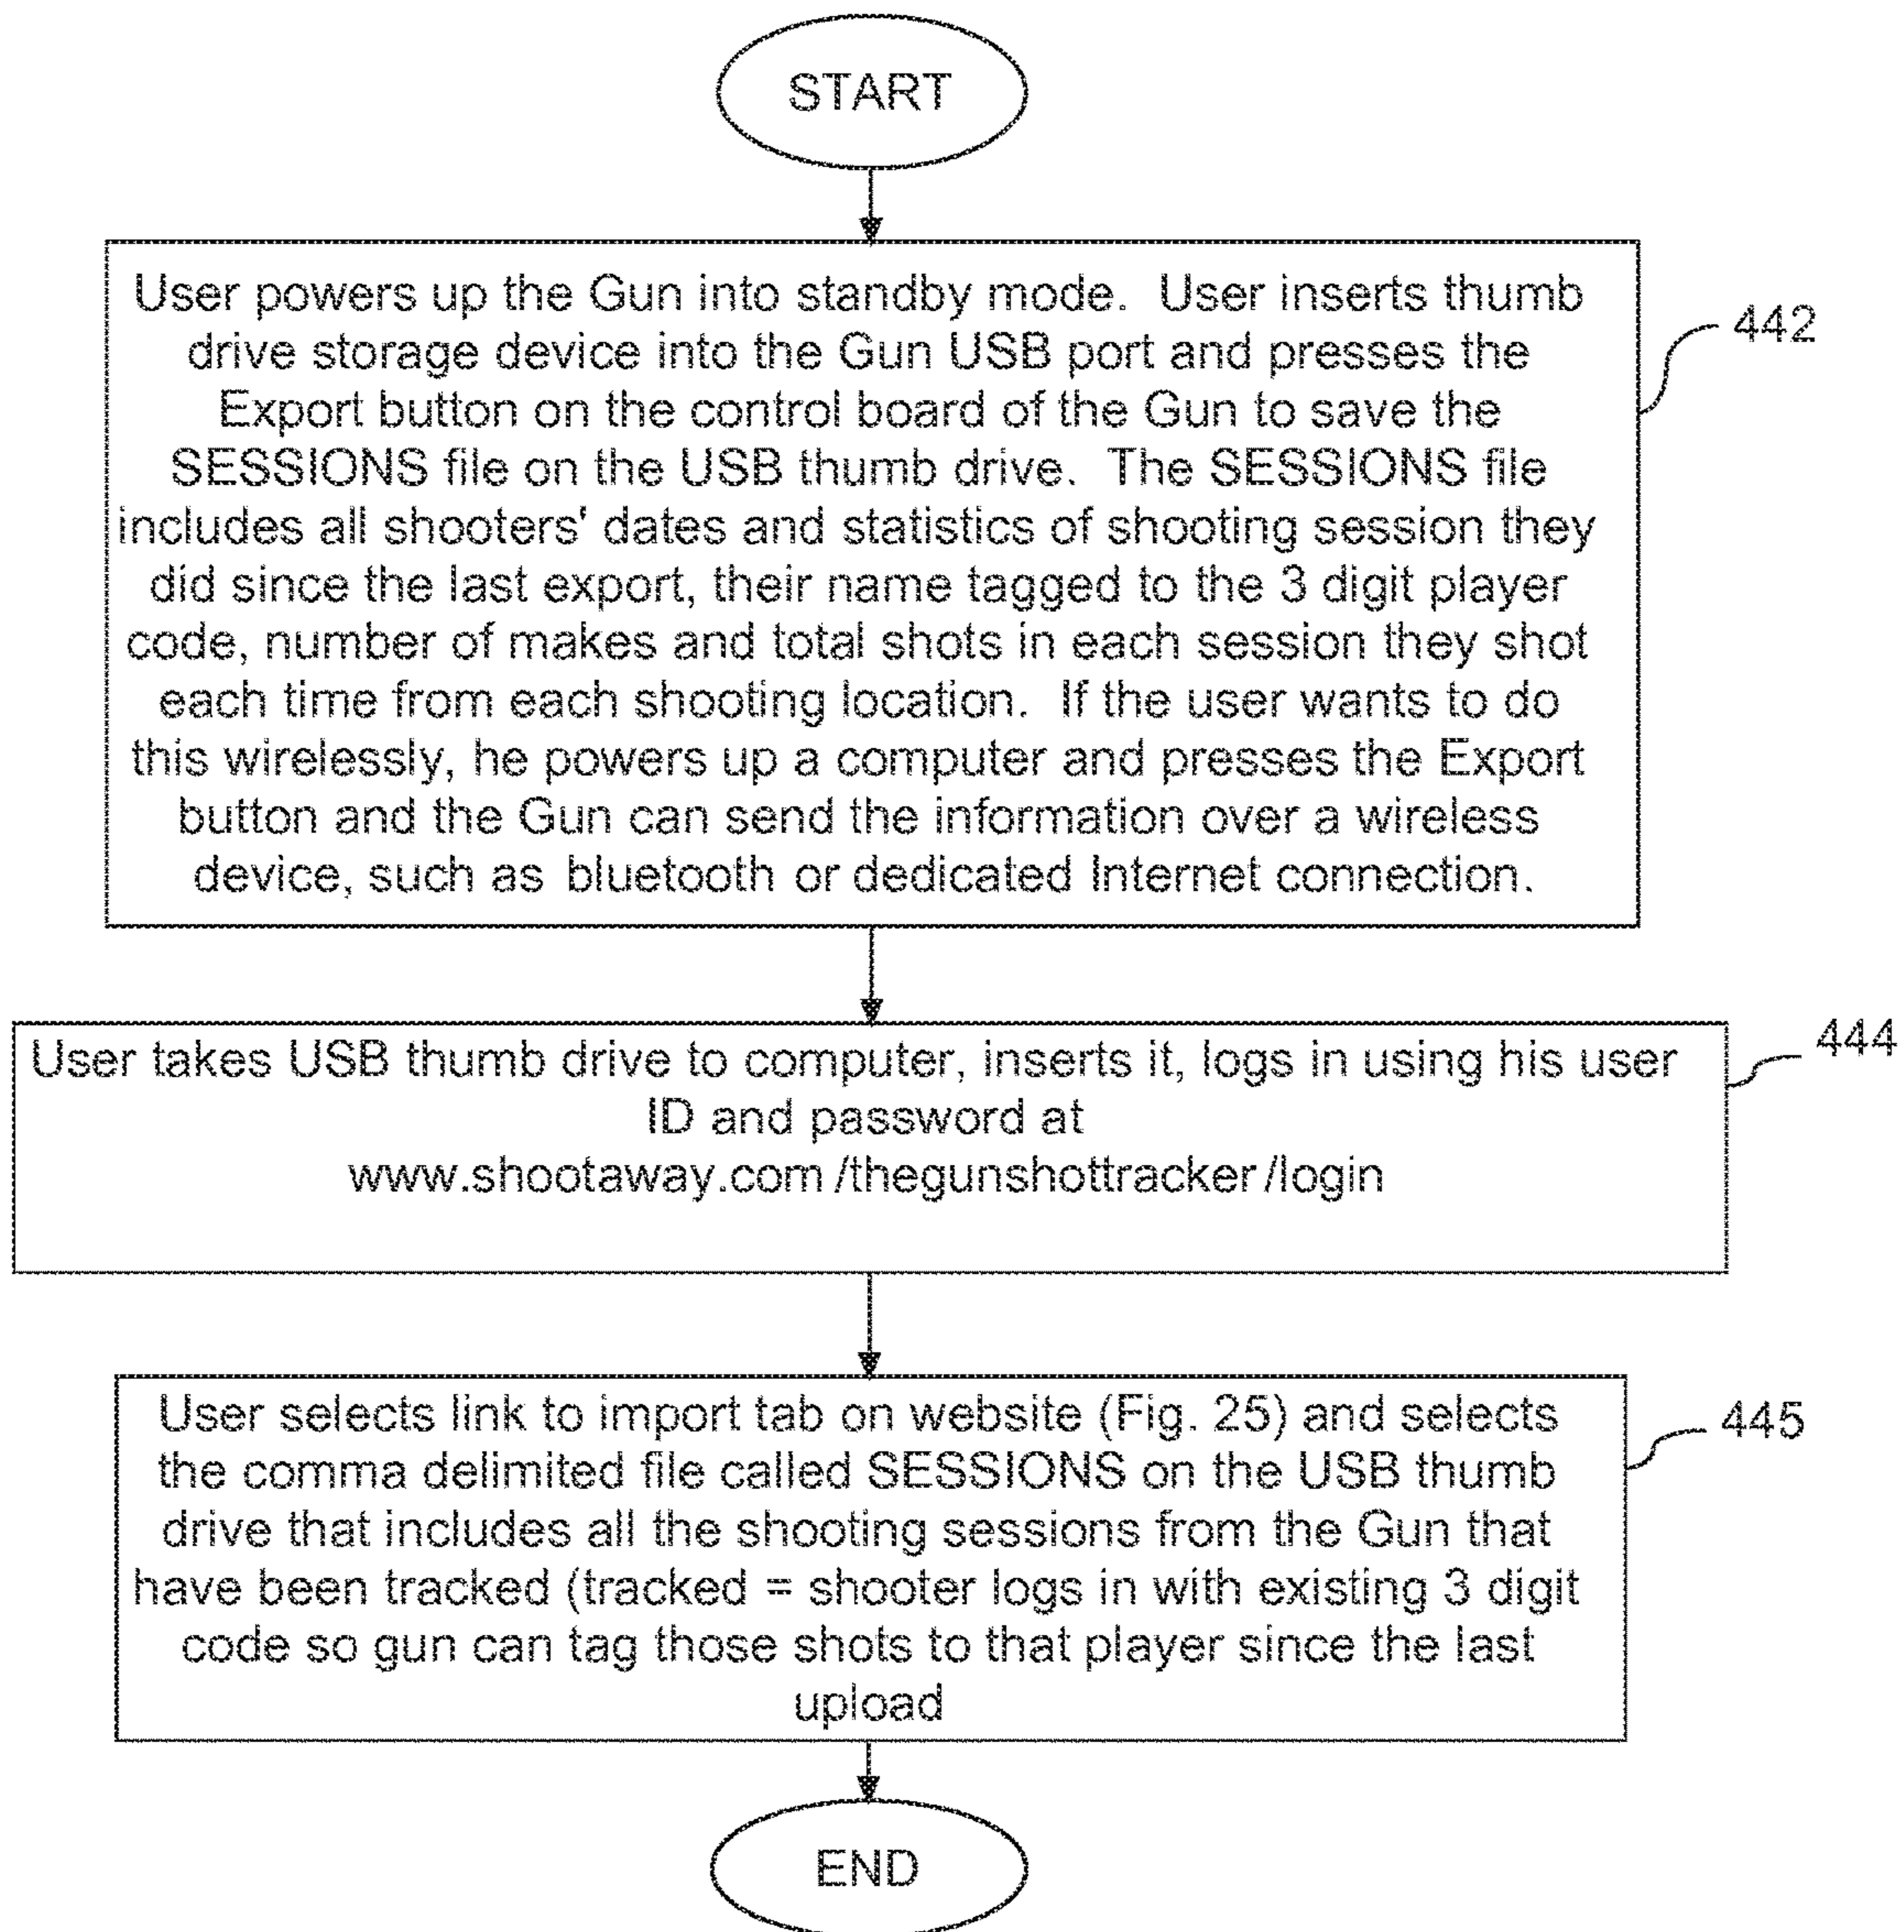 START
User powers up the Gun into standby mode. User inserts thumb
drive storage device into the Gun USB port and presses the
Export button on the control board of the Gun to save the
SESSIONS file on the USB thumb drive. The SESSIONS file
includes all shooters' dates and statistics of shooting session they
did since the last export, their name tagged to the 3 digit player
code, number of makes and total shots in each session they shot
each time from each shooting location. If the user wants to do
this wirelessly, he powers up a computer and presses the Export
button and the Gun can send the information over a wireless
device, such as bluetooth or dedicated Internet connection.
442
User takes USB thumb drive to computer, inserts it, logs in using his user
ID and password at
www.shootaway.com /thegunshottracker /login
444
User selects link to import tab on website (Fig. 25) and selects
the comma delimited file called SESSIONS on the USB thumb
drive that includes all the shooting sessions from the Gun that
have been tracked (tracked = shooter logs in with existing 3 digit
code so gun can tag those shots to that player since the last
upload
445
END